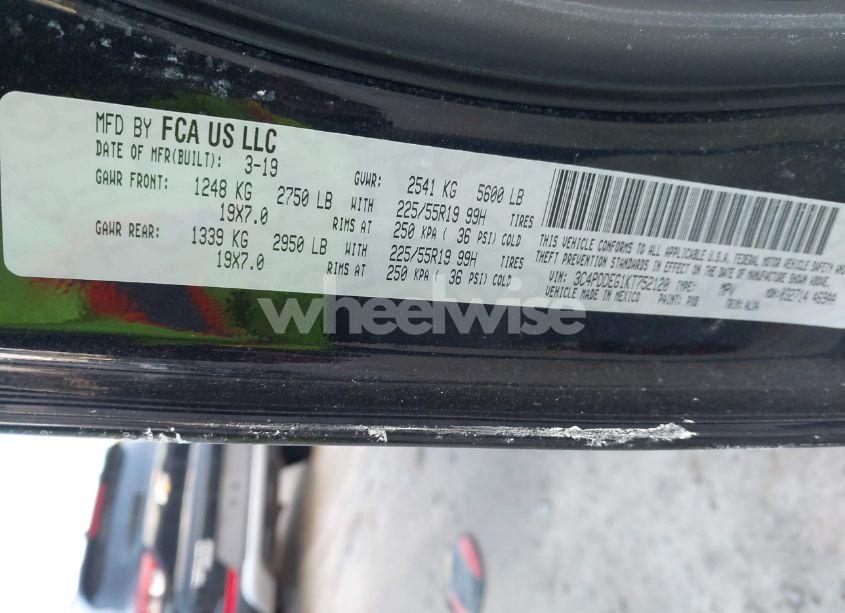 MFD BY FCA US LLC
DATE OF MFR(BUILT): 3-19
GVWR: 2541 KG 5600 LB
GAWR FRONT: 1248 KG 2750 LB WITH 225/55R19 99H TIRES
19X7.0 RIMS AT 250 KPA ( 36 PSI) COLD
GAWR REAR: 1339 KG 2950 LB WITH 225/55R19 99H TIRES
19X7.0 RIMS AT 250 KPA ( 36 PSI) COLD
THIS VEHICLE CONFORMS TO ALL APPLICABLE U.S.A. FEDERAL MOTOR VEHICLE SAFETY AND
THEFT PREVENTION STANDARDS IN EFFECT ON THE DATE OF MANUFACTURE SHOWN ABOVE.
VIN: 3C4PDDEG1KT752120 TYPE: MPV
VEHICLE MADE IN MEXICO PAINT: TRIM:
wheelwise